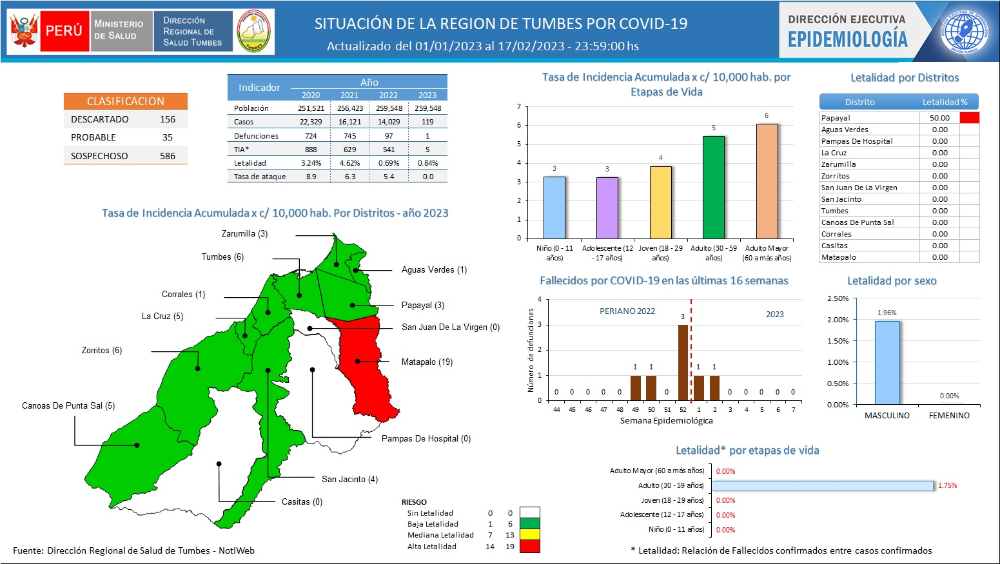 PERÚ
MINISTERIO
DE SALUD
DIRECCIÓN
REGIONAL DE
SALUD TUMBES
GOBIERNO REGIONAL
TUMBES
SITUACIÓN DE LA REGION DE TUMBES POR COVID-19
Actualizado del 01/01/2023 al 17/02/2023 - 23:59:00 hs
DIRECCIÓN EJECUTIVA
EPIDEMIOLOGÍA
DIRECCIÓN EJECUTIVA DE EPIDEMIOLOGÍA
REGIÓN TUMBES
CLASIFICACION
DESCARTADO 156
PROBABLE 35
SOSPECHOSO 586
Indicador Año
2020 2021 2022 2023
Población 251,521 256,423 259,548 259,548
Casos 22,329 16,121 14,029 119
Defunciones 724 745 97 1
TIA* 888 629 541 5
Letalidad 3.24% 4.62% 0.69% 0.84%
Tasa de ataque 8.9 6.3 5.4 0.0
Tasa de Incidencia Acumulada x c/ 10,000 hab. Por Distritos - año 2023
Zarumilla (3)
Tumbes (6)
Aguas Verdes (1)
Corrales (1)
Papayal (3)
La Cruz (5)
San Juan De La Virgen (0)
Zorritos (6)
Matapalo (19)
Canoas De Punta Sal (5)
Pampas De Hospital (0)
San Jacinto (4)
Casitas (0)
RIESGO
Sin Letalidad 0 0
Baja Letalidad 1 6
Mediana Letalidad 7 13
Alta Letalidad 14 19
Fuente: Dirección Regional de Salud de Tumbes - NotiWeb
Tasa de Incidencia Acumulada x c/ 10,000 hab. por
Etapas de Vida
7
6
5
4
3
2
1
0
3 3 4 5 6
Niño (0 - 11 Adolescente (12 Joven (18 - 29 Adulto (30 - 59 Adulto Mayor
años) - 17 años) años) años) (60 a más años)
Letalidad por Distritos
Distrito Letalidad %
Papayal 50.00
Aguas Verdes 0.00
Pampas De Hospital 0.00
La Cruz 0.00
Zarumilla 0.00
Zorritos 0.00
San Juan De La Virgen 0.00
San Jacinto 0.00
Tumbes 0.00
Canoas De Punta Sal 0.00
Corrales 0.00
Casitas 0.00
Matapalo 0.00
Fallecidos por COVID-19 en las últimas 16 semanas
Número de defunciones
4
3
2
1
0
PERIANO 2022 2023
0 0 0 0 0 1 1 0 3 1 1 0 0 0 0 0
44 45 46 47 48 49 50 51 52 1 2 3 4 5 6 7
Semana Epidemiológica
Letalidad por sexo
2.50%
2.00%
1.50%
1.00%
0.50%
0.00%
1.96% 0.00%
MASCULINO FEMENINO
Letalidad* por etapas de vida
Adulto Mayor (60 a más años) 0.00%
Adulto (30 - 59 años) 1.75%
Joven (18 - 29 años) 0.00%
Adolescente (12 - 17 años) 0.00%
Niño (0 - 11 años) 0.00%
* Letalidad: Relación de Fallecidos confirmados entre casos confirmados